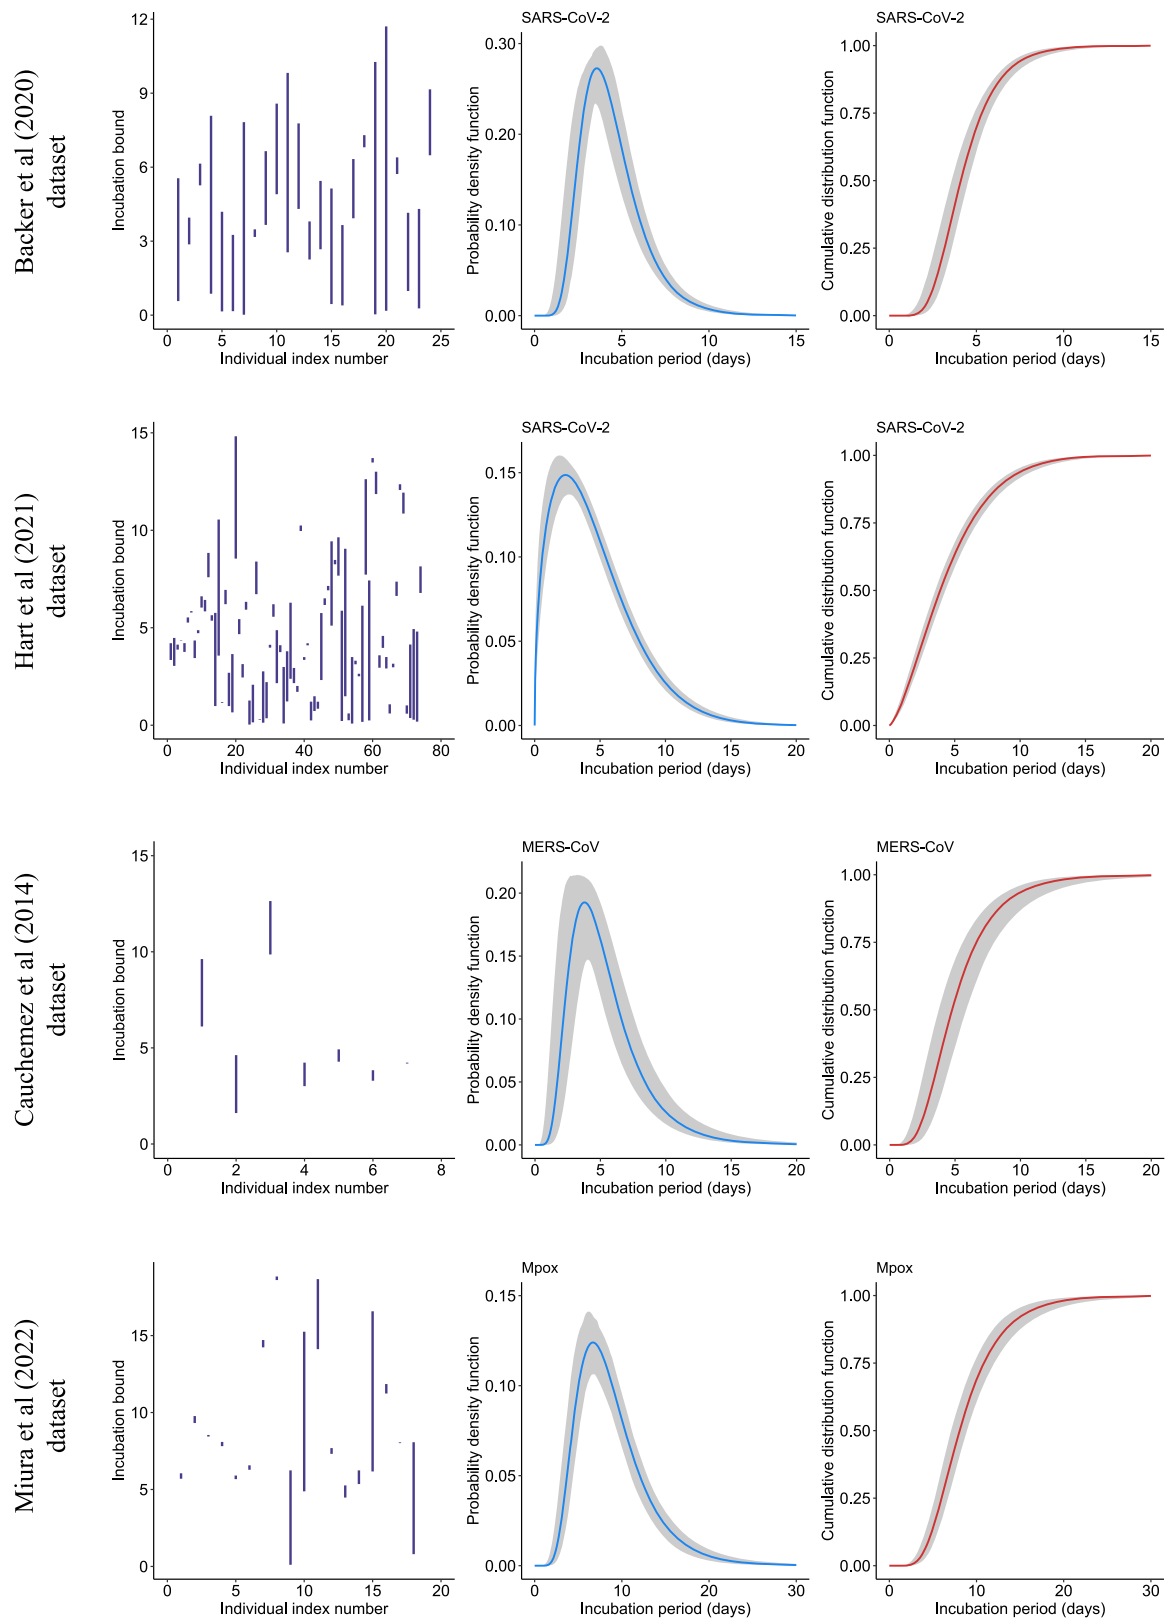 Backer et al (2020)
dataset
Incubation bound
12
9
6
3
0
0 5 10 15 20 25
Individual index number
SARS-CoV-2
Probability density function
0.30
0.20
0.10
0.00
0 5 10 15
Incubation period (days)
SARS-CoV-2
Cumulative distribution function
1.00
0.75
0.50
0.25
0.00
0 5 10 15
Incubation period (days)
Hart et al (2021)
dataset
Incubation bound
15
10
5
0
0 20 40 60 80
Individual index number
SARS-CoV-2
Probability density function
0.15
0.10
0.05
0.00
0 5 10 15 20
Incubation period (days)
SARS-CoV-2
Cumulative distribution function
1.00
0.75
0.50
0.25
0.00
0 5 10 15 20
Incubation period (days)
Cauchemez et al (2014)
dataset
Incubation bound
15
10
5
0
0 2 4 6 8
Individual index number
MERS-CoV
Probability density function
0.20
0.15
0.10
0.05
0.00
0 5 10 15 20
Incubation period (days)
MERS-CoV
Cumulative distribution function
1.00
0.75
0.50
0.25
0.00
0 5 10 15 20
Incubation period (days)
Miura et al (2022)
dataset
Incubation bound
15
10
5
0
0 5 10 15 20
Individual index number
Mpox
Probability density function
0.15
0.10
0.05
0.00
0 10 20 30
Incubation period (days)
Mpox
Cumulative distribution function
1.00
0.75
0.50
0.25
0.00
0 10 20 30
Incubation period (days)